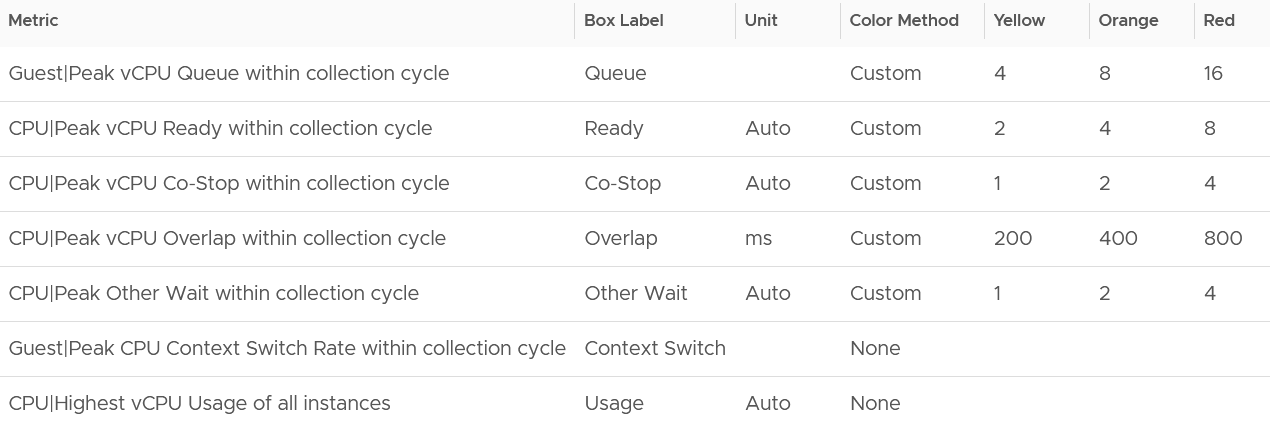 Metric Box Label Unit Color Method Yellow Orange Red
Guest|Peak vCPU Queue within collection cycle Queue Custom 4 8 16
CPU|Peak vCPU Ready within collection cycle Ready Auto Custom 2 4 8
CPU|Peak vCPU Co-Stop within collection cycle Co-Stop Auto Custom 1 2 4
CPU|Peak vCPU Overlap within collection cycle Overlap ms Custom 200 400 800
CPU|Peak Other Wait within collection cycle Other Wait Auto Custom 1 2 4
Guest|Peak CPU Context Switch Rate within collection cycle Context Switch None
CPU|Highest vCPU Usage of all instances Usage Auto None